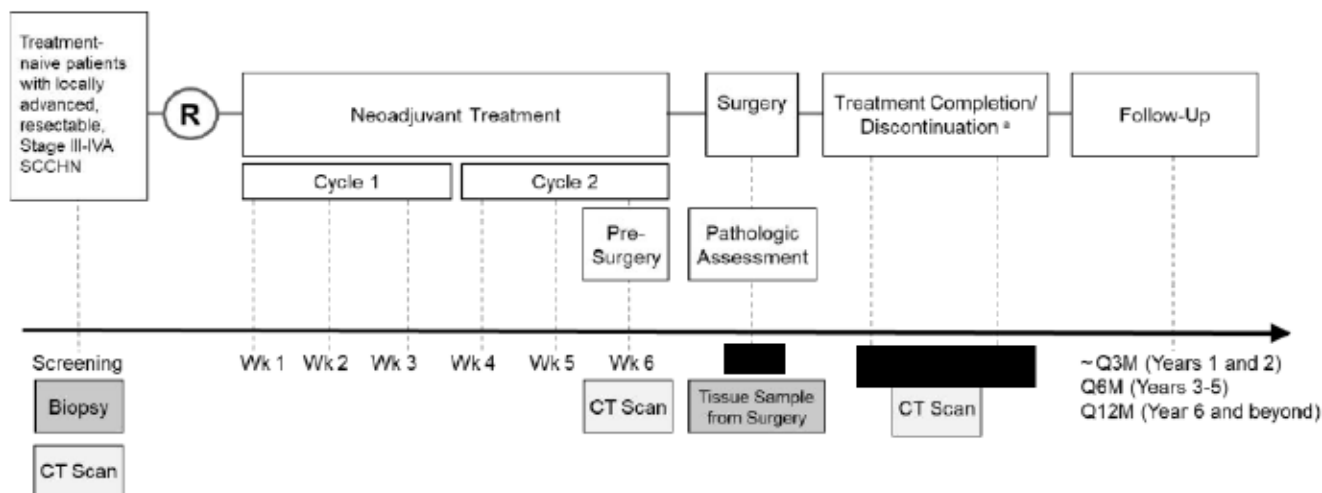 Treatment-
naive patients
with locally
advanced,
resectable,
Stage III-IVA
SCCHN
R
Neoadjuvant Treatment
Surgery
Treatment Completion/
Discontinuation a
Follow-Up
Cycle 1
Cycle 2
Pre-
Surgery
Pathologic
Assessment
Screening
Wk 1
Wk 2
Wk 3
Wk 4
Wk 5
Wk 6
~Q3M (Years 1 and 2)
Q6M (Years 3-5)
Q12M (Year 6 and beyond)
Biopsy
CT Scan
CT Scan
Tissue Sample
from Surgery
CT Scan